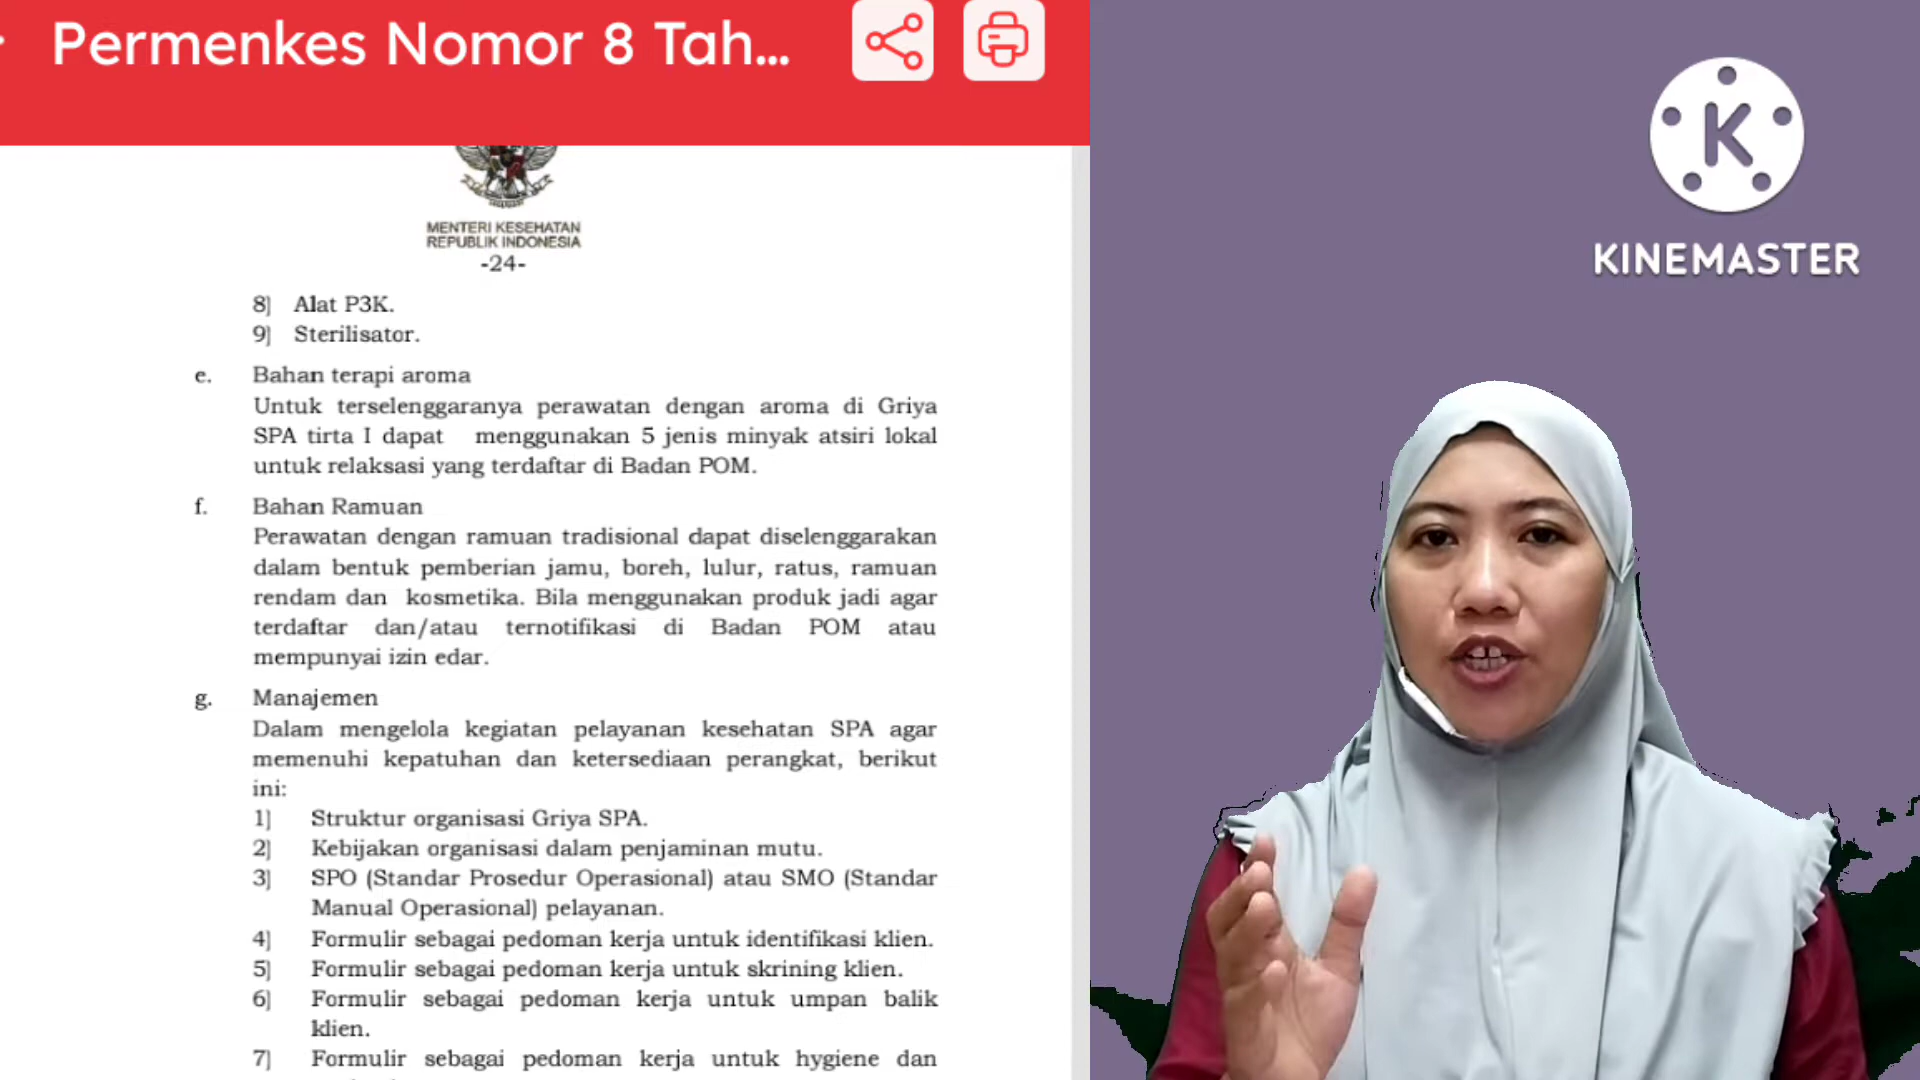 Permenkes Nomor 8 Tah...
K
KINEMASTER
MENTERI KESEHATAN
REPUBLIK INDONESIA
-24-
8) Alat P3K.
9) Sterilisator.
e. Bahan terapi aroma
Untuk terselenggaranya perawatan dengan aroma di Griya
SPA tirta I dapat menggunakan 5 jenis minyak atsiri lokal
untuk relaksasi yang terdaftar di Badan POM.
f. Bahan Ramuan
Perawatan dengan ramuan tradisional dapat diselenggarakan
dalam bentuk pemberian jamu, boreh, lulur, ratus, ramuan
rendam dan kosmetika. Bila menggunakan produk jadi agar
terdaftar dan/atau ternotifikasi di Badan POM atau
mempunyai izin edar.
g. Manajemen
Dalam mengelola kegiatan pelayanan kesehatan SPA agar
memenuhi kepatuhan dan ketersediaan perangkat, berikut
ini:
1) Struktur organisasi Griya SPA.
2) Kebijakan organisasi dalam penjaminan mutu.
3) SPO (Standar Prosedur Operasional) atau SMO (Standar
Manual Operasional) pelayanan.
4) Formulir sebagai pedoman kerja untuk identifikasi klien.
5) Formulir sebagai pedoman kerja untuk skrining klien.
6) Formulir sebagai pedoman kerja untuk umpan balik
klien.
7) Formulir sebagai pedoman kerja untuk hygiene dan